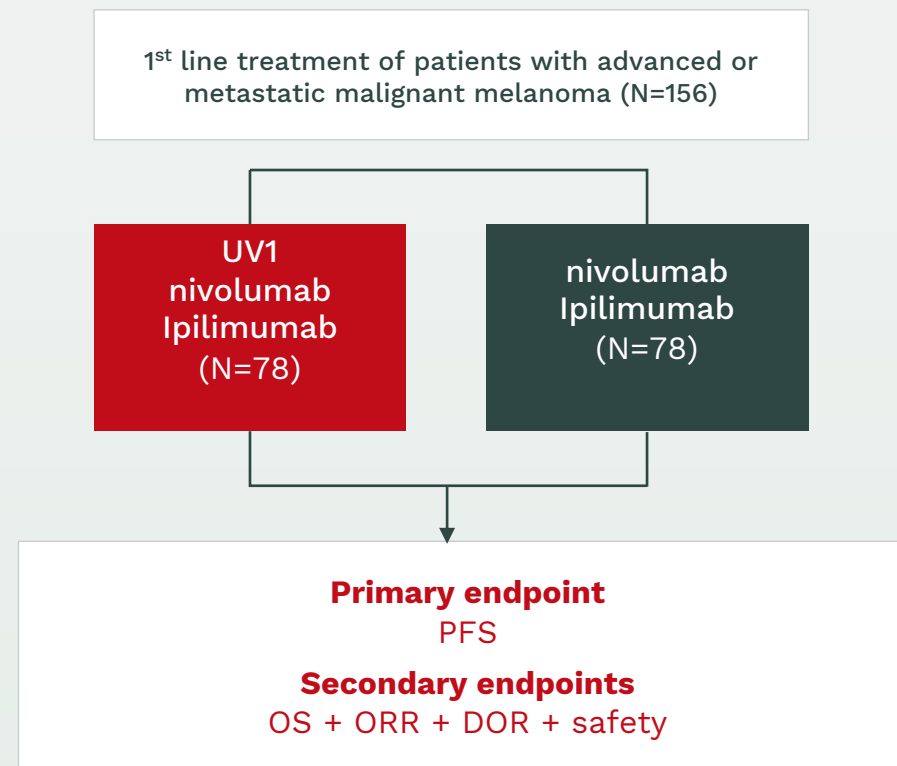 1st line treatment of patients with advanced or
metastatic malignant melanoma (N=156)
UV1
nivolumab
Ipilimumab
(N=78)
nivolumab
Ipilimumab
(N=78)
Primary endpoint
PFS
Secondary endpoints
OS + ORR + DOR + safety